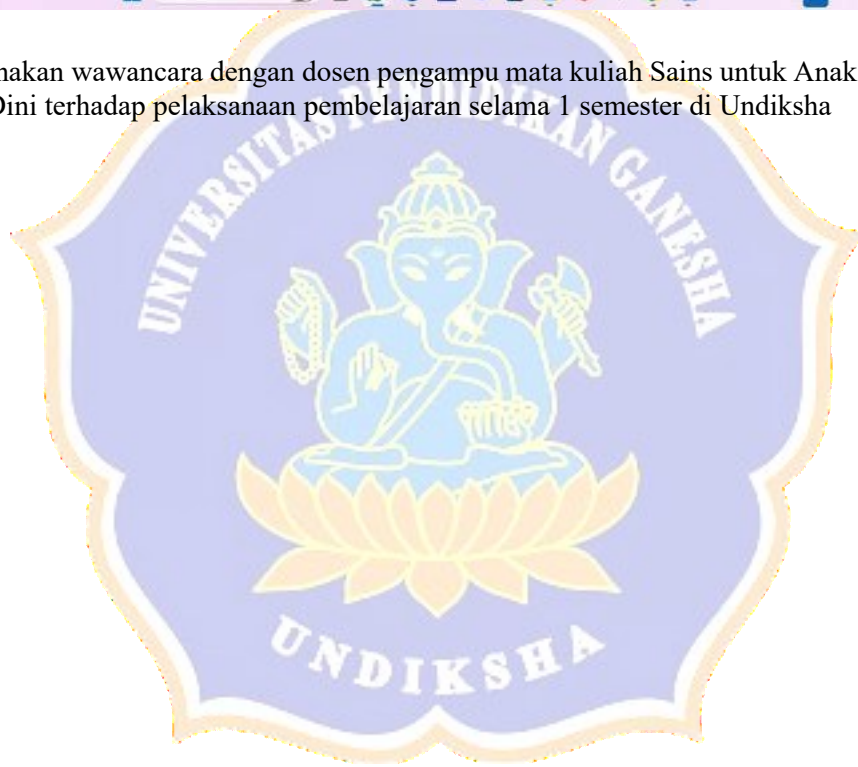 nakan wawancara dengan dosen pengampu mata kuliah Sains untuk Anak
Dini terhadap pelaksanaan pembelajaran selama 1 semester di Undiksha
UNIVERSITAS PENDIDIKAN GANESHA
UNDIKSHA